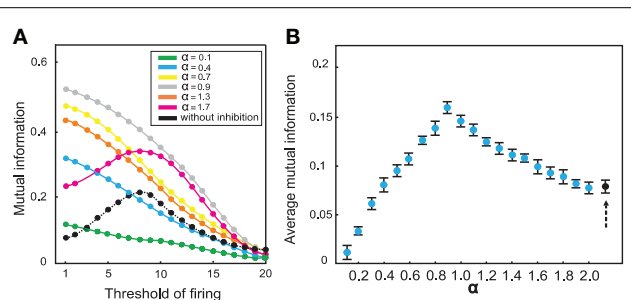 A
Mutual information
0.6
0.4
0.2
0
1
5
10
15
20
Threshold of firing
α = 0.1
α = 0.4
α = 0.7
α = 0.9
α = 1.3
α = 1.7
without inhibition
B
Average mutual information
0.2
0.15
0.10
0.05
0
0.2 0.4 0.6 0.8 1.0 1.2 1.4 1.6 1.8 2.0
α